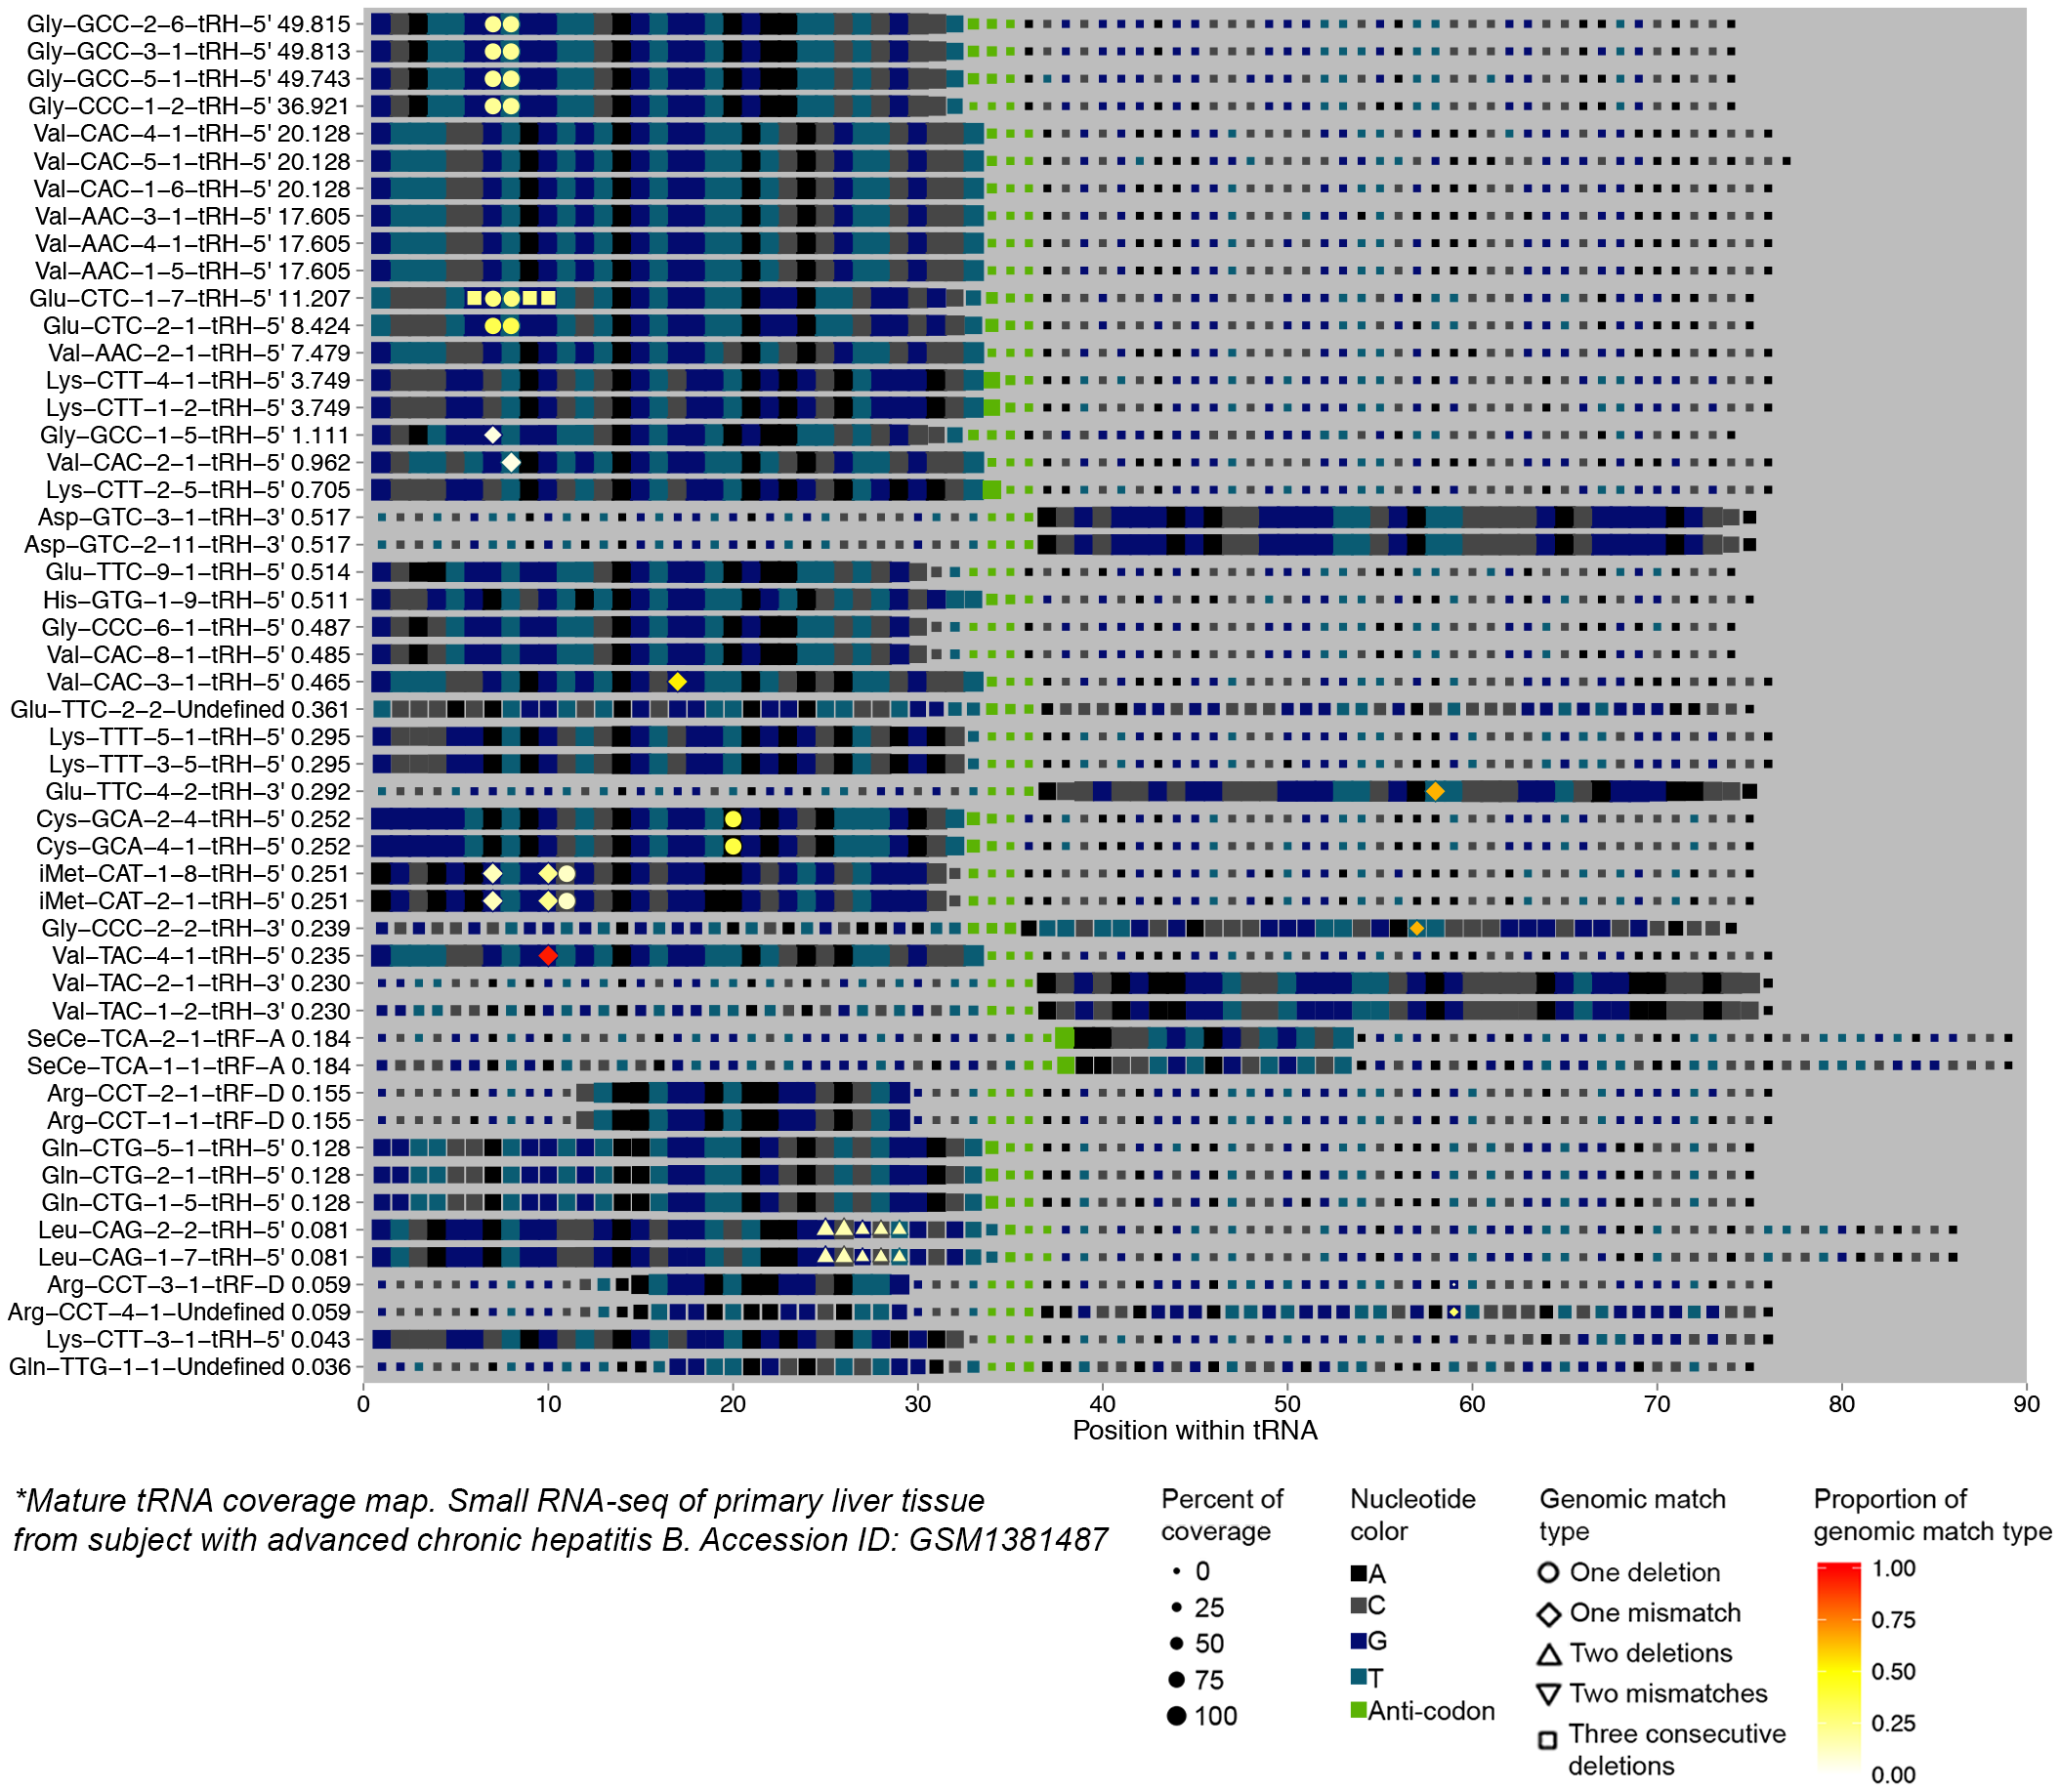 Gly−GCC−2−6−tRH−5' 49.815
Gly−GCC−3−1−tRH−5' 49.813
Gly−GCC−5−1−tRH−5' 49.743
Gly−CCC−1−2−tRH−5' 36.921
Val−CAC−4−1−tRH−5' 20.128
Val−CAC−5−1−tRH−5' 20.128
Val−CAC−1−6−tRH−5' 20.128
Val−AAC−3−1−tRH−5' 17.605
Val−AAC−4−1−tRH−5' 17.605
Val−AAC−1−5−tRH−5' 17.605
Glu−CTC−1−7−tRH−5' 11.207
Glu−CTC−2−1−tRH−5' 8.424
Val−AAC−2−1−tRH−5' 7.479
Lys−CTT−4−1−tRH−5' 3.749
Lys−CTT−1−2−tRH−5' 3.749
Gly−GCC−1−5−tRH−5' 1.111
Val−CAC−2−1−tRH−5' 0.962
Lys−CTT−2−5−tRH−5' 0.705
Asp−GTC−3−1−tRH−3' 0.517
Asp−GTC−2−11−tRH−3' 0.517
Glu−TTC−9−1−tRH−5' 0.514
His−GTG−1−9−tRH−5' 0.511
Gly−CCC−6−1−tRH−5' 0.487
Val−CAC−8−1−tRH−5' 0.485
Val−CAC−3−1−tRH−5' 0.465
Glu−TTC−2−2−Undefined 0.361
Lys−TTT−5−1−tRH−5' 0.295
Lys−TTT−3−5−tRH−5' 0.295
Glu−TTC−4−2−tRH−3' 0.292
Cys−GCA−2−4−tRH−5' 0.252
Cys−GCA−4−1−tRH−5' 0.252
iMet−CAT−1−8−tRH−5' 0.251
iMet−CAT−2−1−tRH−5' 0.251
Gly−CCC−2−2−tRH−3' 0.239
Val−TAC−4−1−tRH−5' 0.235
Val−TAC−2−1−tRH−3' 0.230
Val−TAC−1−2−tRH−3' 0.230
SeCe−TCA−2−1−tRF−A 0.184
SeCe−TCA−1−1−tRF−A 0.184
Arg−CCT−2−1−tRF−D 0.155
Arg−CCT−1−1−tRF−D 0.155
Gln−CTG−5−1−tRH−5' 0.128
Gln−CTG−2−1−tRH−5' 0.128
Gln−CTG−1−5−tRH−5' 0.128
Leu−CAG−2−2−tRH−5' 0.081
Leu−CAG−1−7−tRH−5' 0.081
Arg−CCT−3−1−tRF−D 0.059
Arg−CCT−4−1−Undefined 0.059
Lys−CTT−3−1−tRH−5' 0.043
Gln−TTG−1−1−Undefined 0.036
0 10 20 30 40 50 60 70 80 90
Position within tRNA
*Mature tRNA coverage map. Small RNA-seq of primary liver tissue
from subject with advanced chronic hepatitis B. Accession ID: GSM1381487
Percent of
coverage
0
25
50
75
100
Nucleotide
color
A
C
G
T
Anti-codon
Genomic match
type
One deletion
One mismatch
Two deletions
Two mismatches
Three consecutive
deletions
Proportion of
genomic match type
1.00
0.75
0.50
0.25
0.00